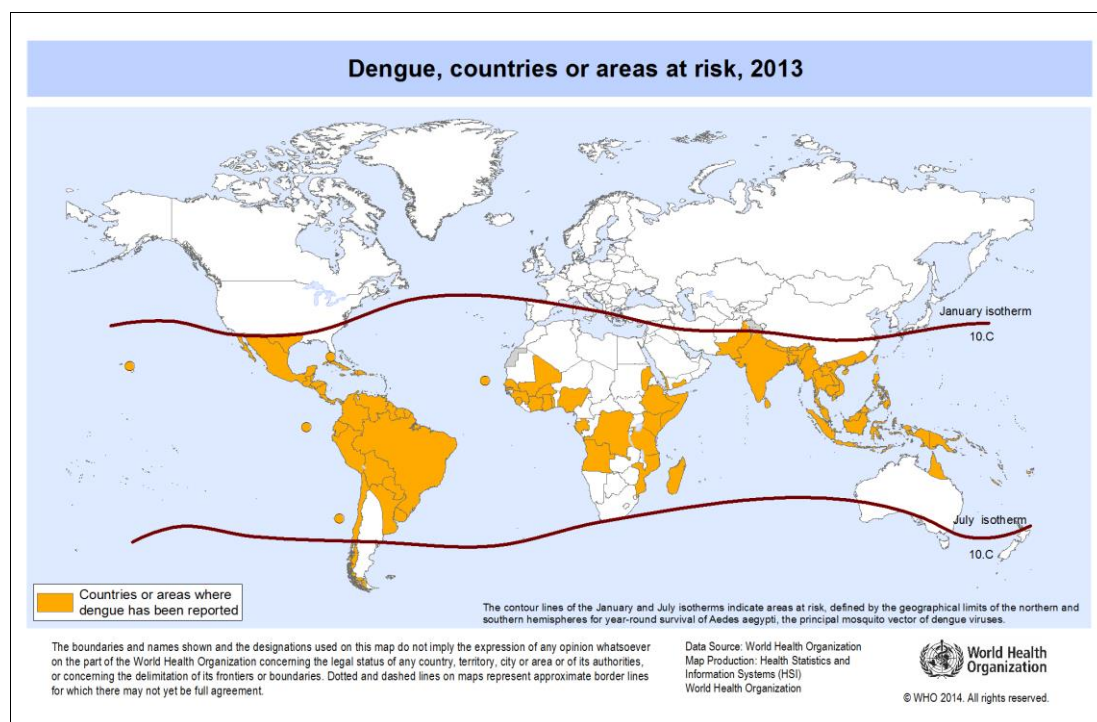 Dengue, countries or areas at risk, 2013
January isotherm
10.C
July isotherm
10.C
Countries or areas where
dengue has been reported
The contour lines of the January and July isotherms indicate areas at risk, defined by the geographical limits of the northern and
southern hemispheres for year-round survival of Aedes aegypti, the principal mosquito vector of dengue viruses.
The boundaries and names shown and the designations used on this map do not imply the expression of any opinion whatsoever
on the part of the World Health Organization concerning the legal status of any country, territory, city or area or of its authorities,
or concerning the delimitation of its frontiers or boundaries. Dotted and dashed lines on maps represent approximate border lines
for which there may not yet be full agreement.
Data Source: World Health Organization
Map Production: Health Statistics and
Information Systems (HSI)
World Health Organization
World Health
Organization
© WHO 2014. All rights reserved.